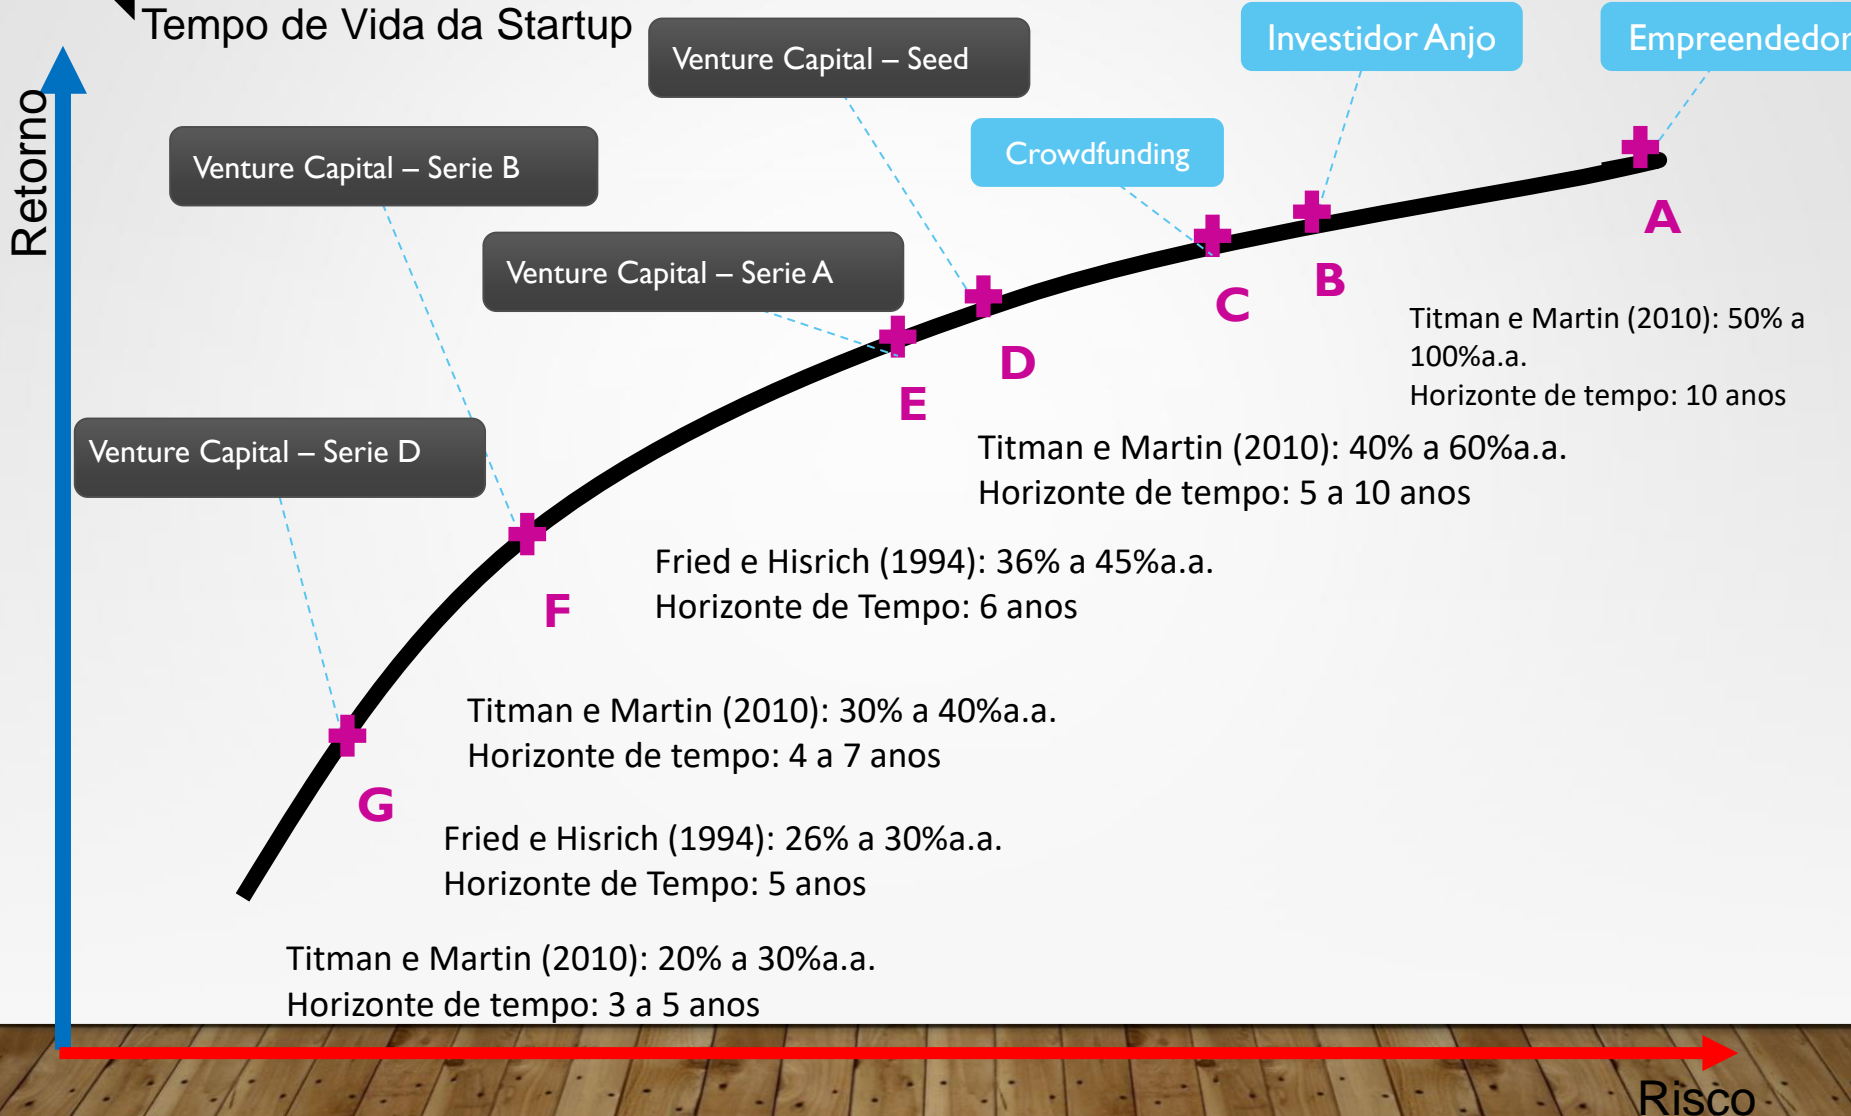 Tempo de Vida da Startup
Retorno
Venture Capital – Seed
Investidor Anjo
Empreendedor
Venture Capital – Serie B
Crowdfunding
Venture Capital – Serie A
Venture Capital – Serie D
A
B
C
D
E
F
G
Titman e Martin (2010): 50% a
100%a.a.
Horizonte de tempo: 10 anos
Titman e Martin (2010): 40% a 60%a.a.
Horizonte de tempo: 5 a 10 anos
Fried e Hisrich (1994): 36% a 45%a.a.
Horizonte de Tempo: 6 anos
Titman e Martin (2010): 30% a 40%a.a.
Horizonte de tempo: 4 a 7 anos
Fried e Hisrich (1994): 26% a 30%a.a.
Horizonte de Tempo: 5 anos
Titman e Martin (2010): 20% a 30%a.a.
Horizonte de tempo: 3 a 5 anos
Risco